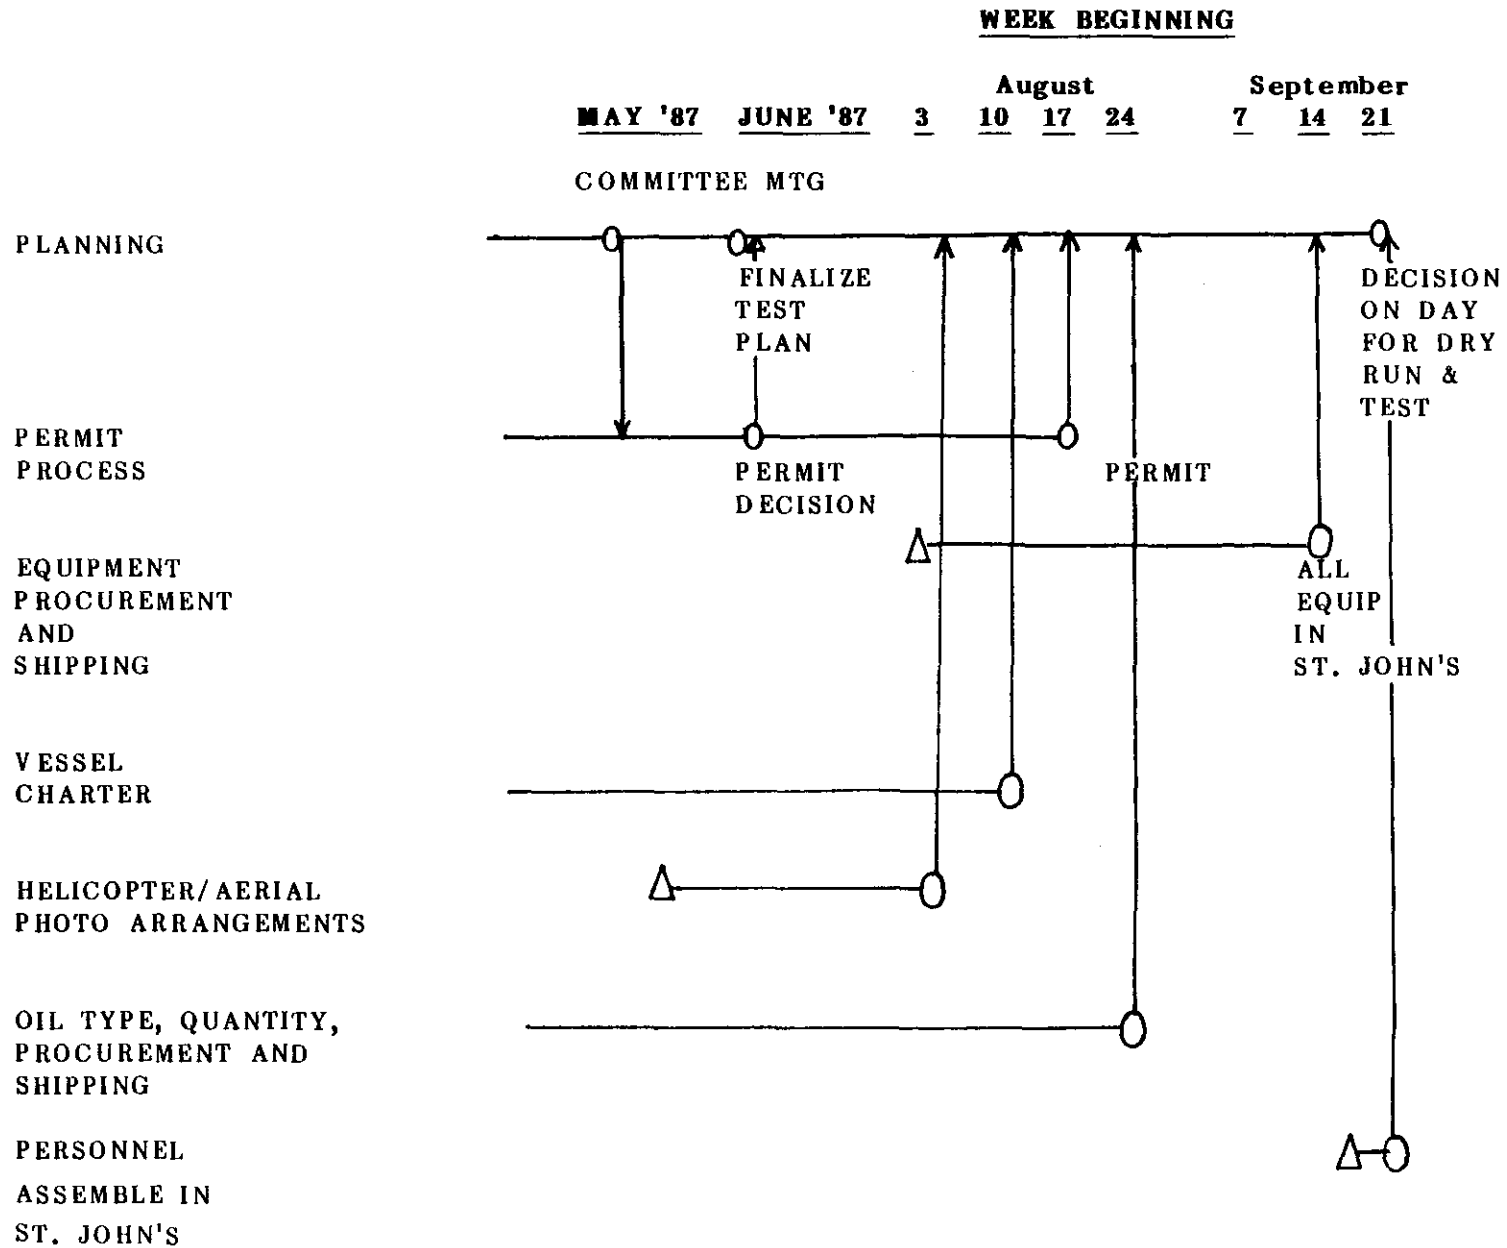 WEEK BEGINNING
August September
MAY '87 JUNE '87 3 10 17 24 7 14 21
COMMITTEE MTG
PLANNING
FINALIZE
TEST
PLAN
DECISION
ON DAY
FOR DRY
RUN &
TEST
PERMIT
PROCESS
PERMIT
DECISION
PERMIT
EQUIPMENT
PROCUREMENT
AND
SHIPPING
ALL
EQUIP
IN
ST. JOHN'S
VESSEL
CHARTER
HELICOPTER/AERIAL
PHOTO ARRANGEMENTS
OIL TYPE, QUANTITY,
PROCUREMENT AND
SHIPPING
PERSONNEL
ASSEMBLE IN
ST. JOHN'S